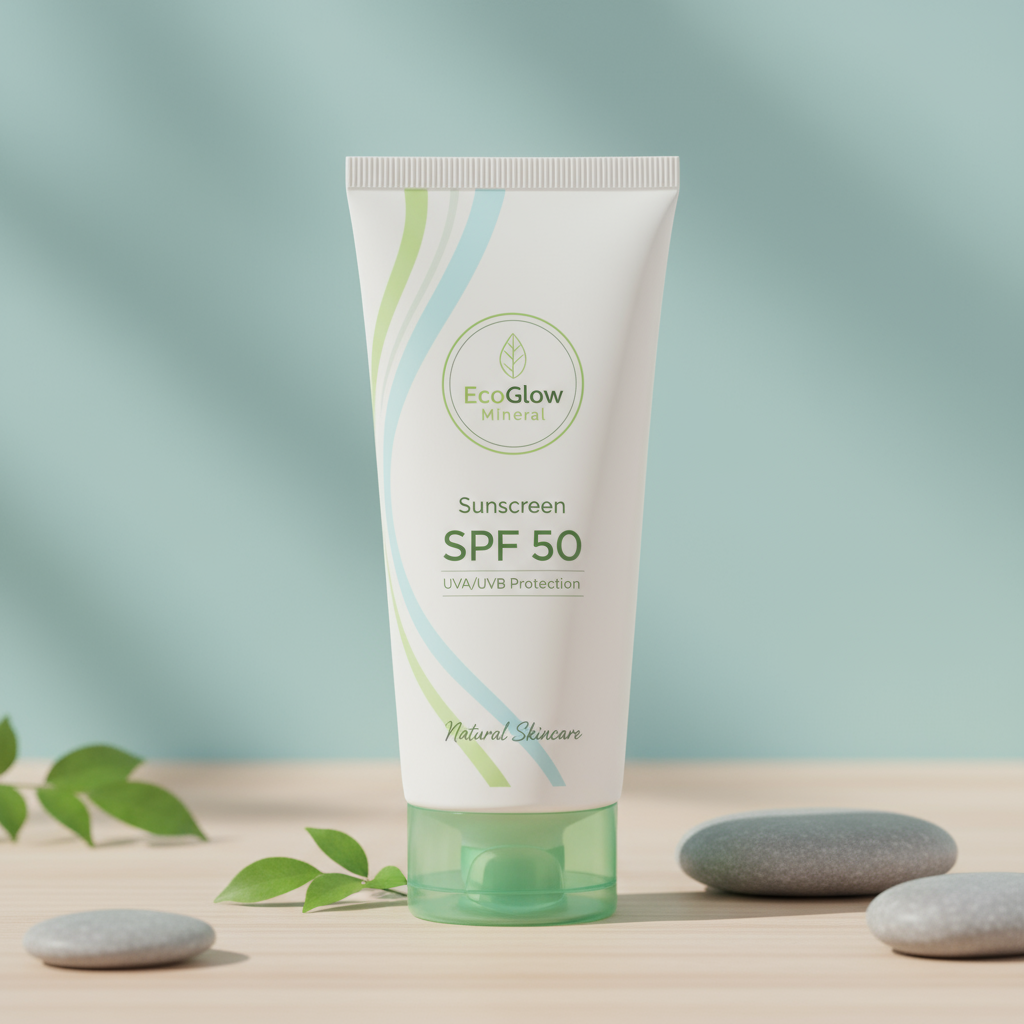 EcoGlow
Mineral
Sunscreen
SPF 50
UVA/UVB Protection
Natural Skincare